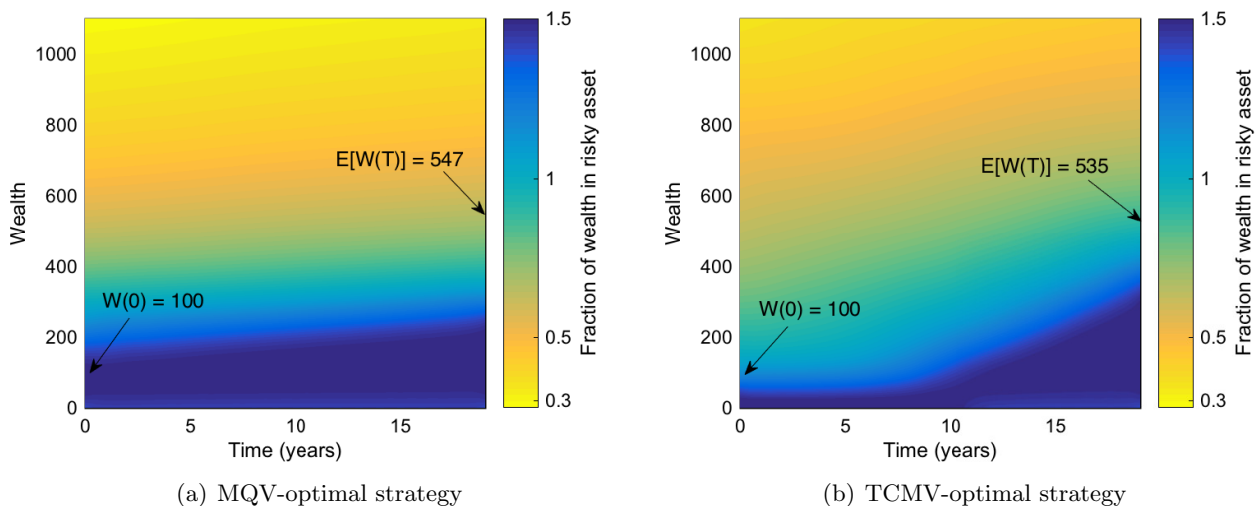 1000
800
600
400
200
0
Wealth
0
5
10
15
Time (years)
E[W(T)] = 547
W(0) = 100
1.5
1
0.5
0.3
Fraction of wealth in risky asset
(a) MQV-optimal strategy
1000
800
600
400
200
0
Wealth
0
5
10
15
Time (years)
E[W(T)] = 535
W(0) = 100
1.5
1
0.5
0.3
Fraction of wealth in risky asset
(b) TCMV-optimal strategy